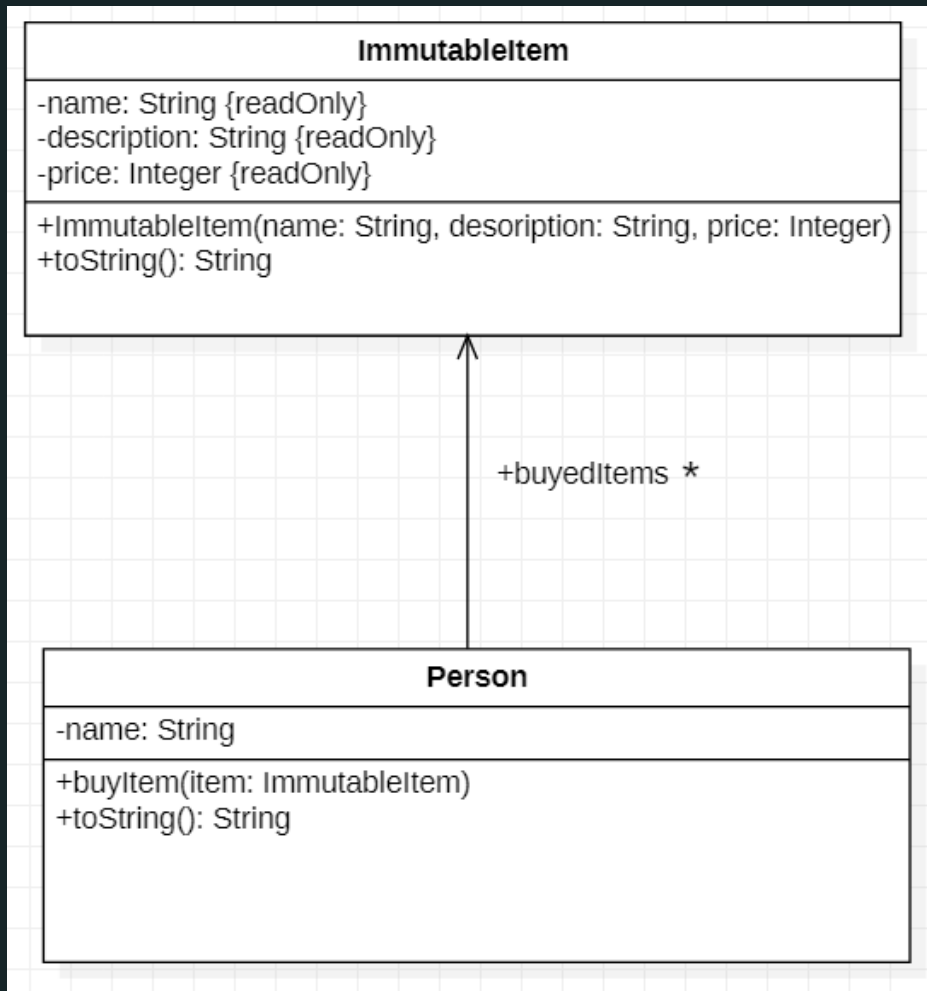 ImmutableItem
-name: String {readOnly}
-description: String {readOnly}
-price: Integer {readOnly}
+ImmutableItem(name: String, desoription: String, price: Integer)
+toString(): String
+buyedItems *
Person
-name: String
+buyItem(item: ImmutableItem)
+toString(): String